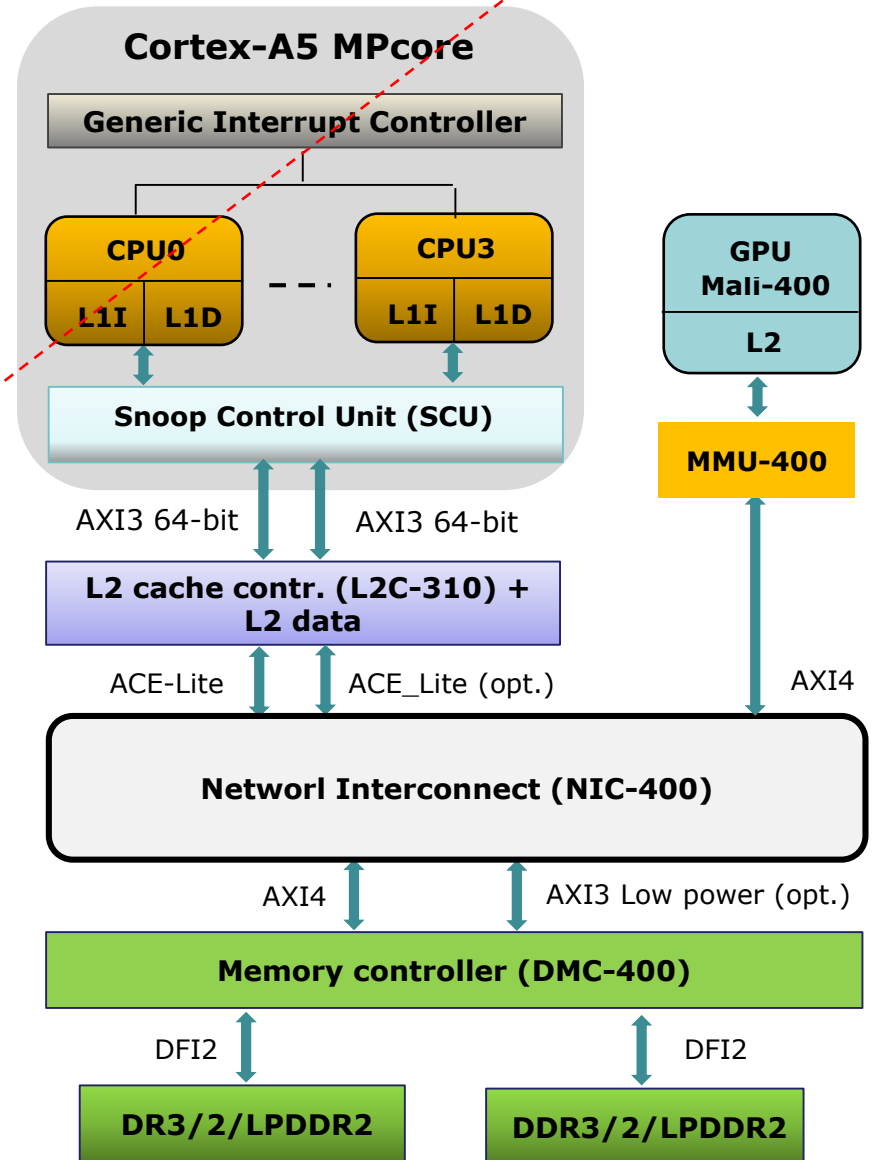 Cortex-A5 MPcore
Generic Interrupt Controller
CPU0
L1I L1D
CPU3
L1I L1D
GPU
Mali-400
L2
Snoop Control Unit (SCU)
MMU-400
AXI3 64-bit
AXI3 64-bit
L2 cache contr. (L2C-310) +
L2 data
ACE-Lite
ACE_Lite (opt.)
AXI4
Networl Interconnect (NIC-400)
AXI4
AXI3 Low power (opt.)
Memory controller (DMC-400)
DFI2
DFI2
DR3/2/LPDDR2
DDR3/2/LPDDR2